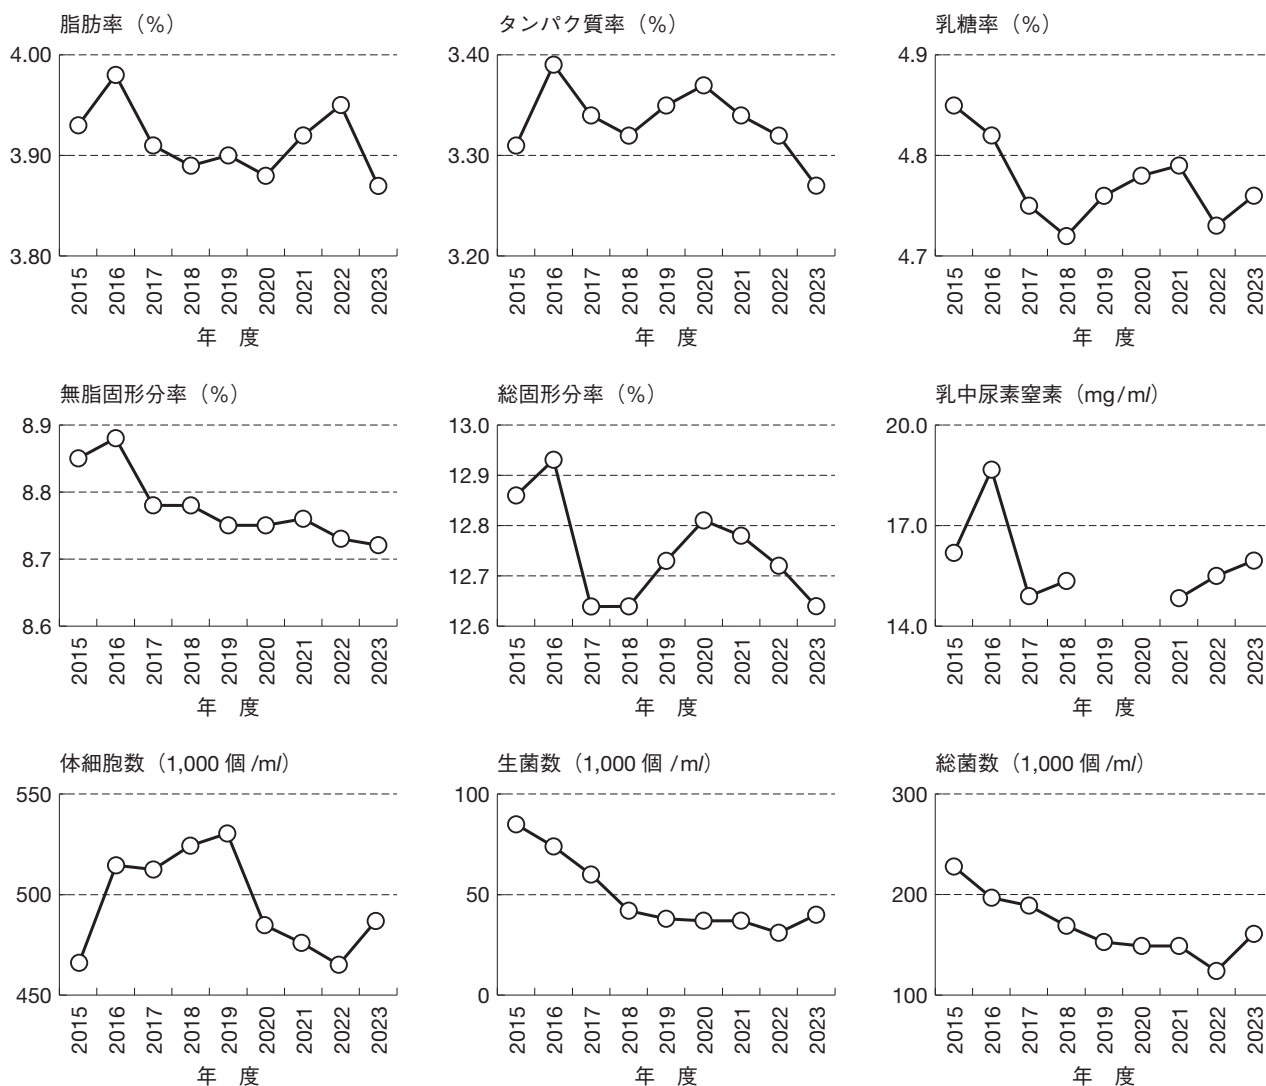 脂肪率（%）
4.00
3.90
3.80
2015 2016 2017 2018 2019 2020 2021 2022 2023
年　度
タンパク質率（%）
3.40
3.30
3.20
2015 2016 2017 2018 2019 2020 2021 2022 2023
年　度
乳糖率（%）
4.9
4.8
4.7
2015 2016 2017 2018 2019 2020 2021 2022 2023
年　度
無脂固形分率（%）
8.9
8.8
8.7
8.6
2015 2016 2017 2018 2019 2020 2021 2022 2023
年　度
総固形分率（%）
13.0
12.9
12.8
12.7
12.6
2015 2016 2017 2018 2019 2020 2021 2022 2023
年　度
乳中尿素窒素（mg/ml）
20.0
17.0
14.0
2015 2016 2017 2018 2019 2020 2021 2022 2023
年　度
体細胞数（1,000 個 /ml）
550
500
450
2015 2016 2017 2018 2019 2020 2021 2022 2023
年　度
生菌数（1,000 個 /ml）
100
50
0
2015 2016 2017 2018 2019 2020 2021 2022 2023
年　度
総菌数（1,000 個 /ml）
300
200
100
2015 2016 2017 2018 2019 2020 2021 2022 2023
年　度